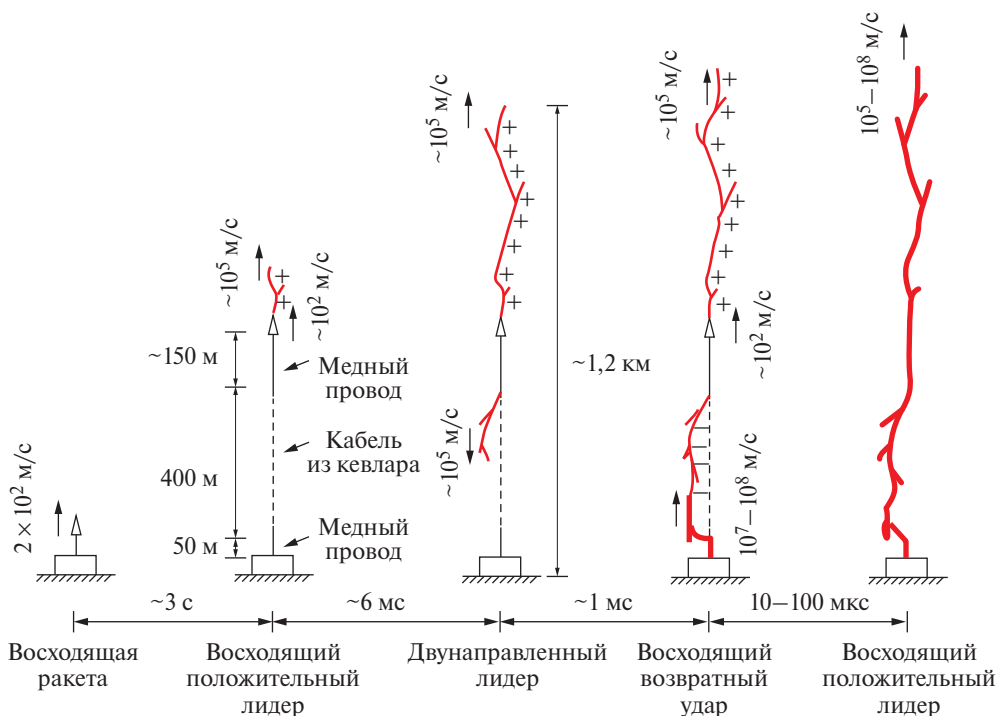 ~10⁵ м/с
~10² м/с
~150 м
Медный
провод
400 м
Кабель
из кевлара
2 × 10² м/с
50 м
Медный
провод
~10⁵ м/с
~10⁵ м/с
~1,2 км
~10⁵ м/с
~10² м/с
10⁷–10⁸ м/с
10⁵–10⁸ м/с
+ +
+ + + + + + + +
+ + + + + + + +
– – – –
~3 с
~6 мс
~1 мс
10–100 мкс
Восходящая
ракета
Восходящий
положительный
лидер
Двунаправленный
лидер
Восходящий
возвратный
удар
Восходящий
положительный
лидер